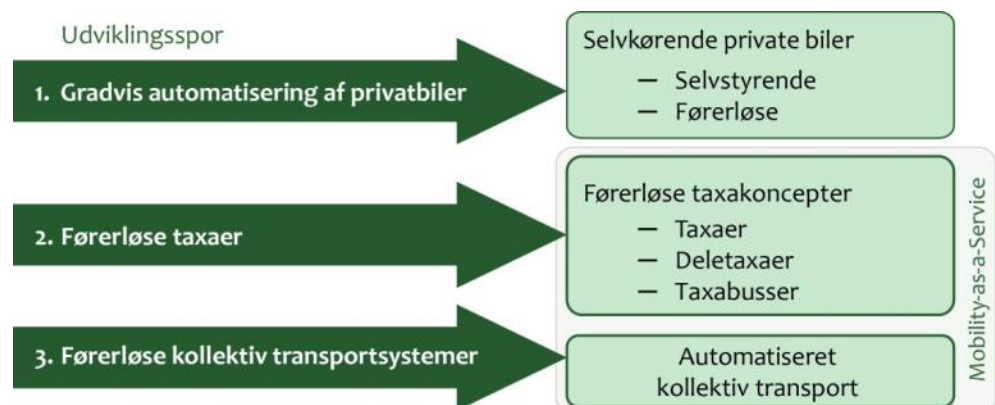 Udviklingsspor
1. Gradvis automatisering af privatbiler
Selvkørende private biler
— Selvstyrende
— Førerløse
2. Førerløse taxaer
Førerløse taxakoncepter
— Taxaer
— Deletaxaer
— Taxabusser
3. Førerløse kollektiv transportsystemer
Automatiseret
kollektiv transport
Mobility-as-a-Service